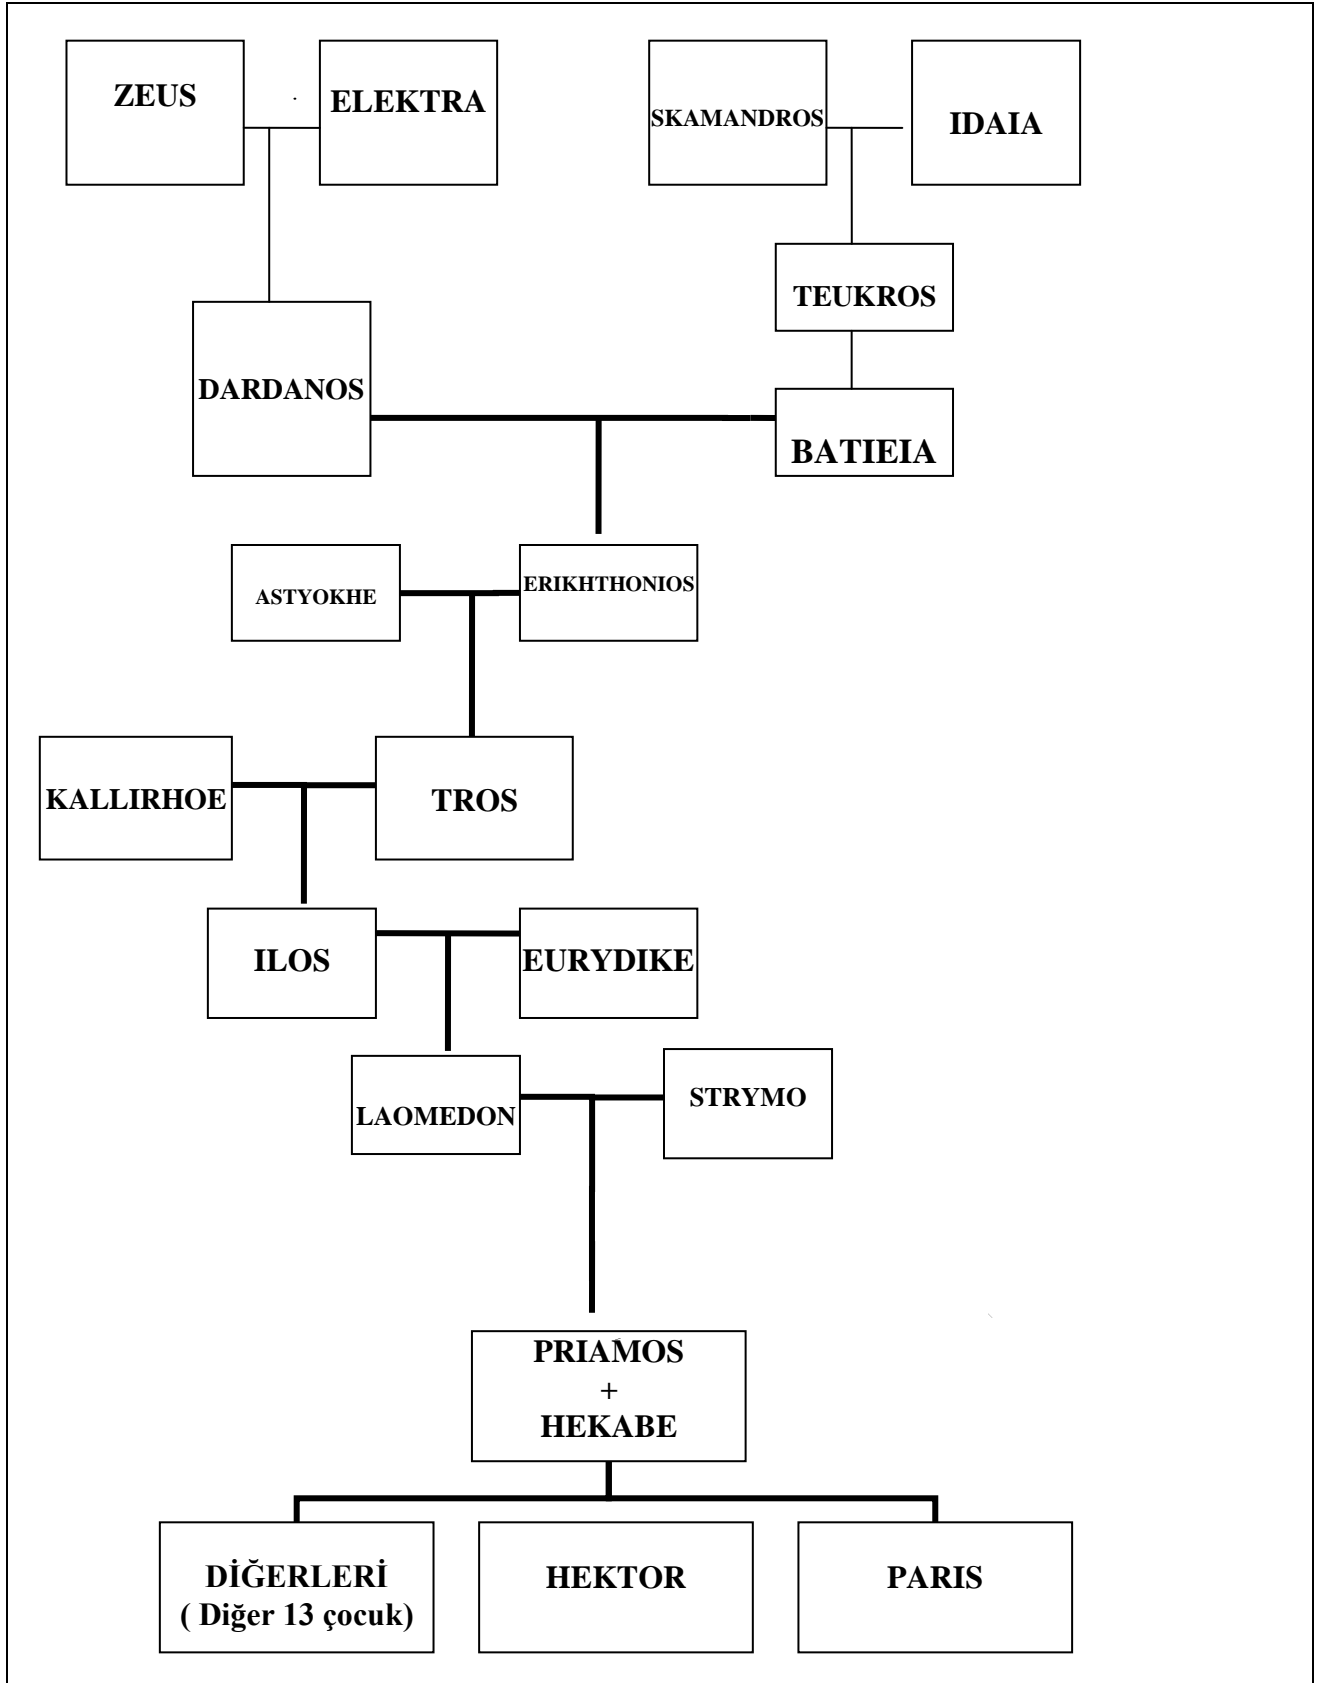 ZEUS
ELEKTRA
SKAMANDROS
IDAIA
TEUKROS
DARDANOS
BATIEIA
ASTYOKHE
ERIKHTHONIOS
KALLIRHOE
TROS
ILOS
EURYDIKE
LAOMEDON
STRYMO
PRIAMOS
+
HEKABE
DİĞERLERİ
( Diğer 13 çocuk)
HEKTOR
PARIS